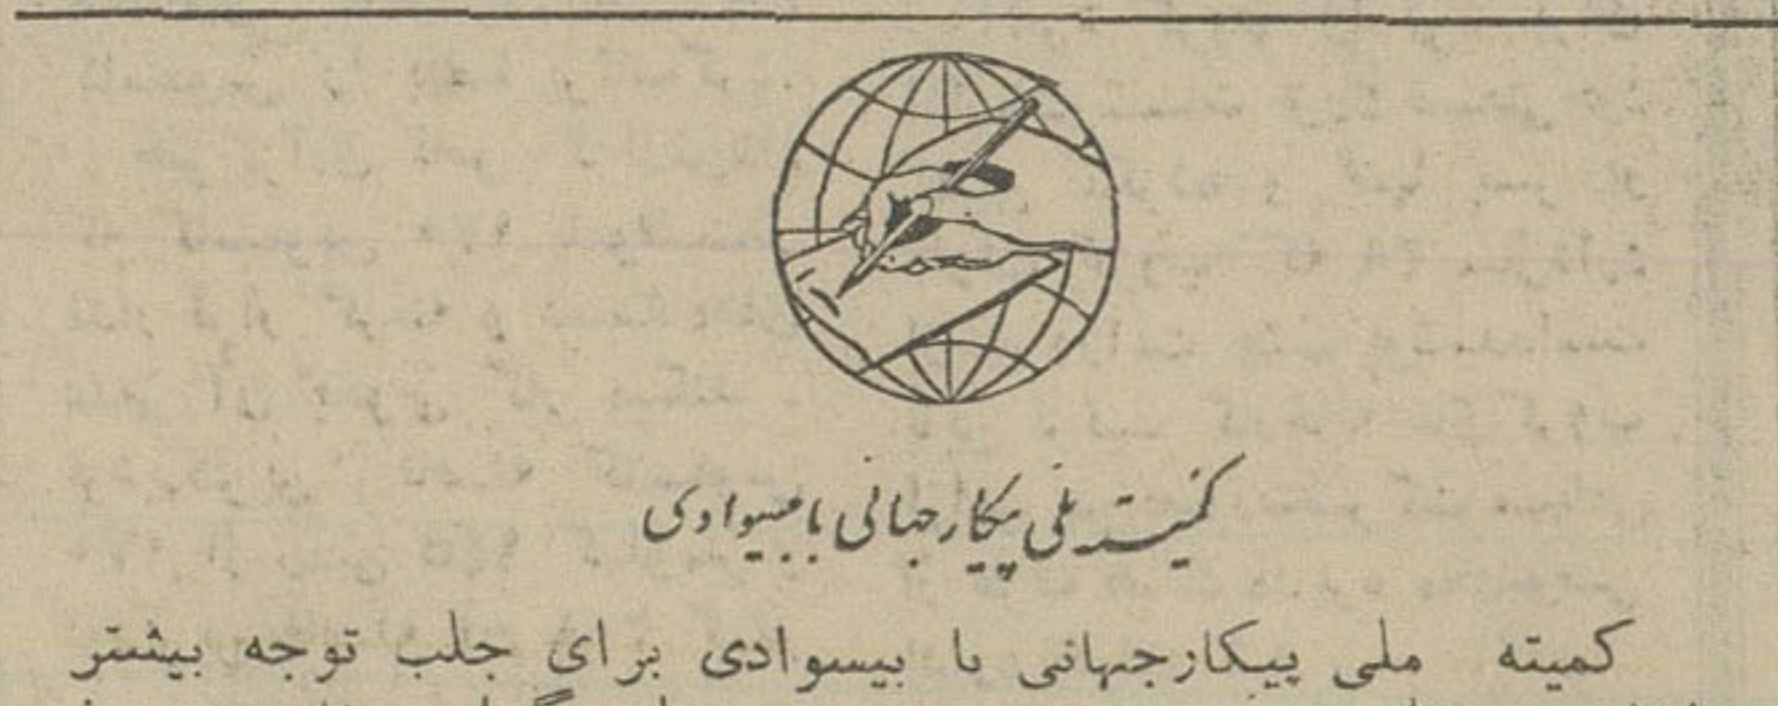 کمیته ملی پیکار جهانی با بیسوادی
کمیته ملی پیکارجهانی با بیسوادی برای جلب توجه بیشتر